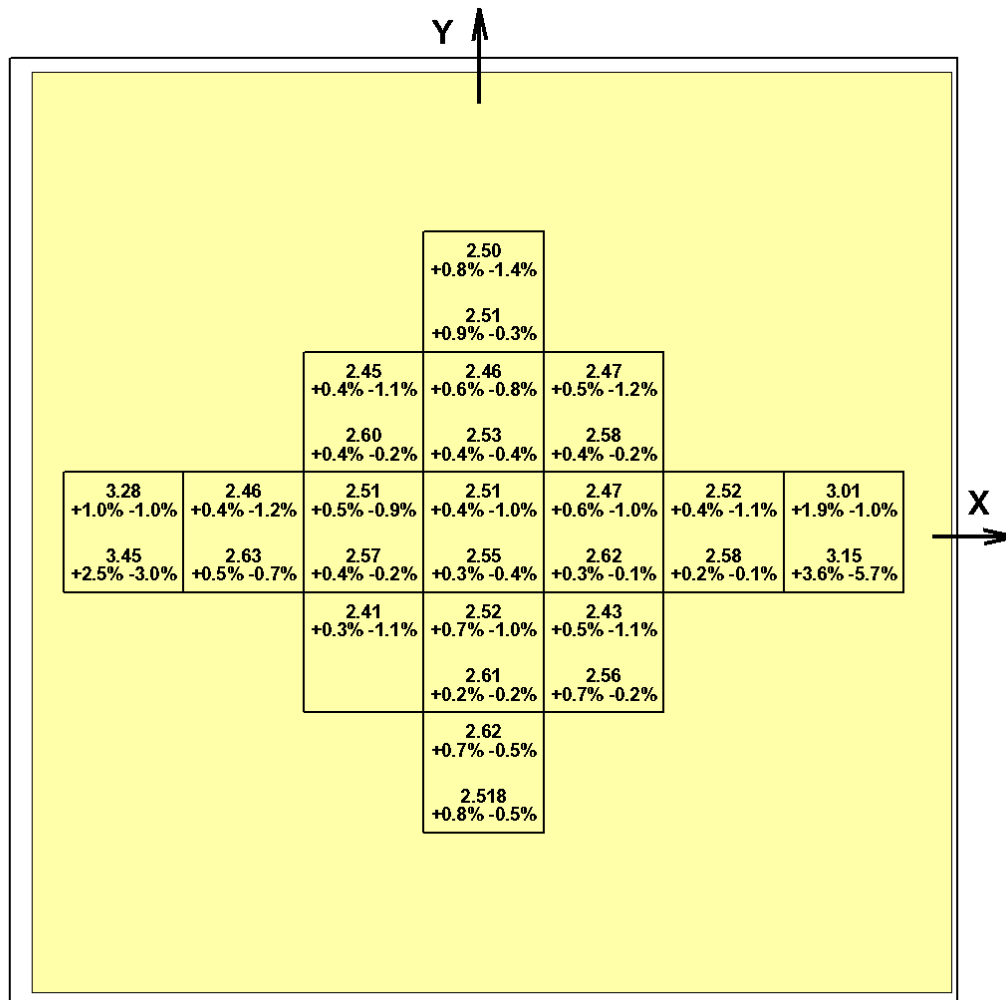 Y
2.50
+0.8% -1.4%
2.51
+0.9% -0.3%
2.45 2.46 2.47
+0.4% -1.1% +0.6% -0.8% +0.5% -1.2%
2.60 2.53 2.58
+0.4% -0.2% +0.4% -0.4% +0.4% -0.2%
3.28 2.46 2.51 2.51 2.47 2.52 3.01 X
+1.0% -1.0% +0.4% -1.2% +0.5% -0.9% +0.4% -1.0% +0.6% -1.0% +0.4% -1.1% +1.9% -1.0%
3.45 2.63 2.57 2.55 2.62 2.58 3.15
+2.5% -3.0% +0.5% -0.7% +0.4% -0.2% +0.3% -0.4% +0.3% -0.1% +0.2% -0.1% +3.6% -5.7%
2.41 2.52 2.43
+0.3% -1.1% +0.7% -1.0% +0.5% -1.1%
2.61 2.56
+0.2% -0.2% +0.7% -0.2%
2.62
+0.7% -0.5%
2.518
+0.8% -0.5%